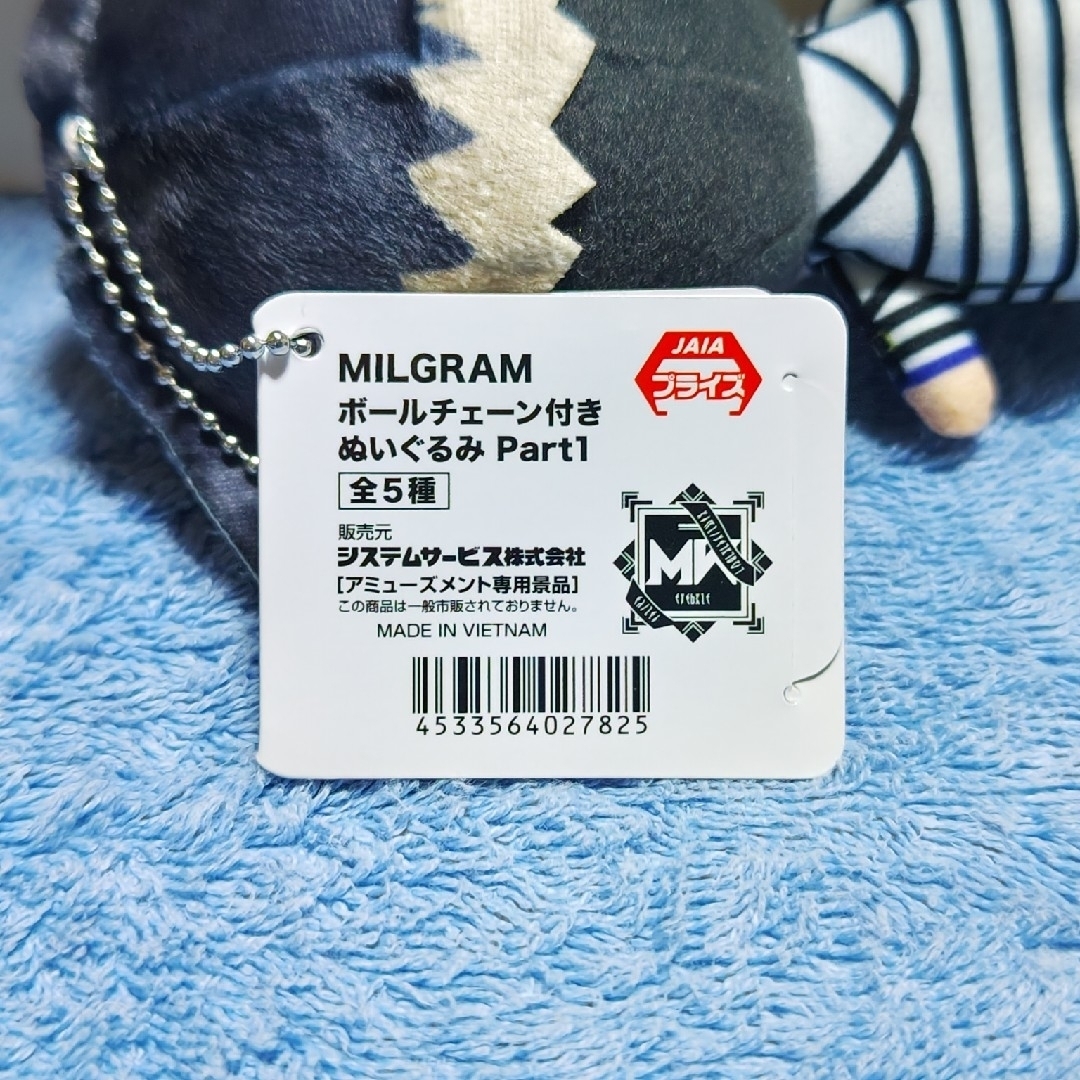 MILGRAM
ボールチェーン付き
ぬいぐるみ Part1
全5種
販売元
システムサービス株式会社
[アミューズメント専用景品]
この商品は一般市販されておりません。
MADE IN VIETNAM
4533564027825
JAIA
プライズ
MK